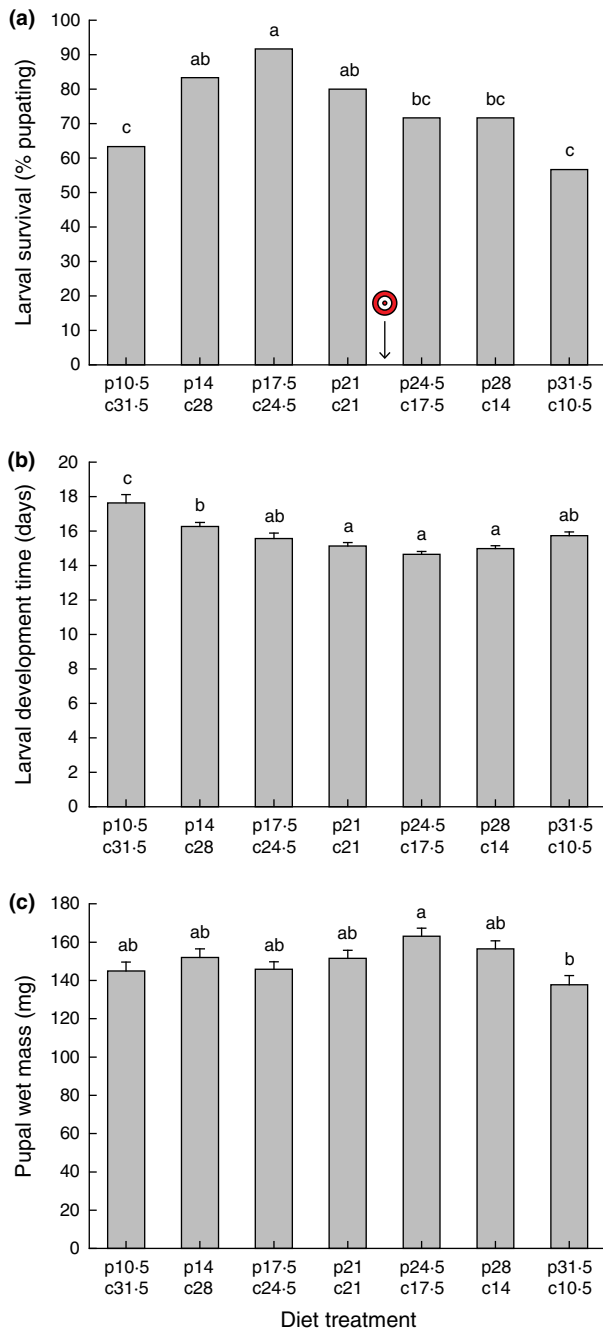 (a)
Larval survival (% pupating)
100
90
80
70
60
50
40
30
20
10
0
c
ab
a
ab
bc
bc
c
p10·5 p14 p17·5 p21 p24·5 p28 p31·5
c31·5 c28 c24·5 c21 c17·5 c14 c10·5
(b)
Larval development time (days)
20
18
16
14
12
10
8
6
4
2
0
c
b
ab
a
a
a
ab
p10·5 p14 p17·5 p21 p24·5 p28 p31·5
c31·5 c28 c24·5 c21 c17·5 c14 c10·5
(c)
Pupal wet mass (mg)
180
160
140
120
100
80
60
40
20
0
ab
ab
ab
ab
a
ab
b
p10·5 p14 p17·5 p21 p24·5 p28 p31·5
c31·5 c28 c24·5 c21 c17·5 c14 c10·5
Diet treatment